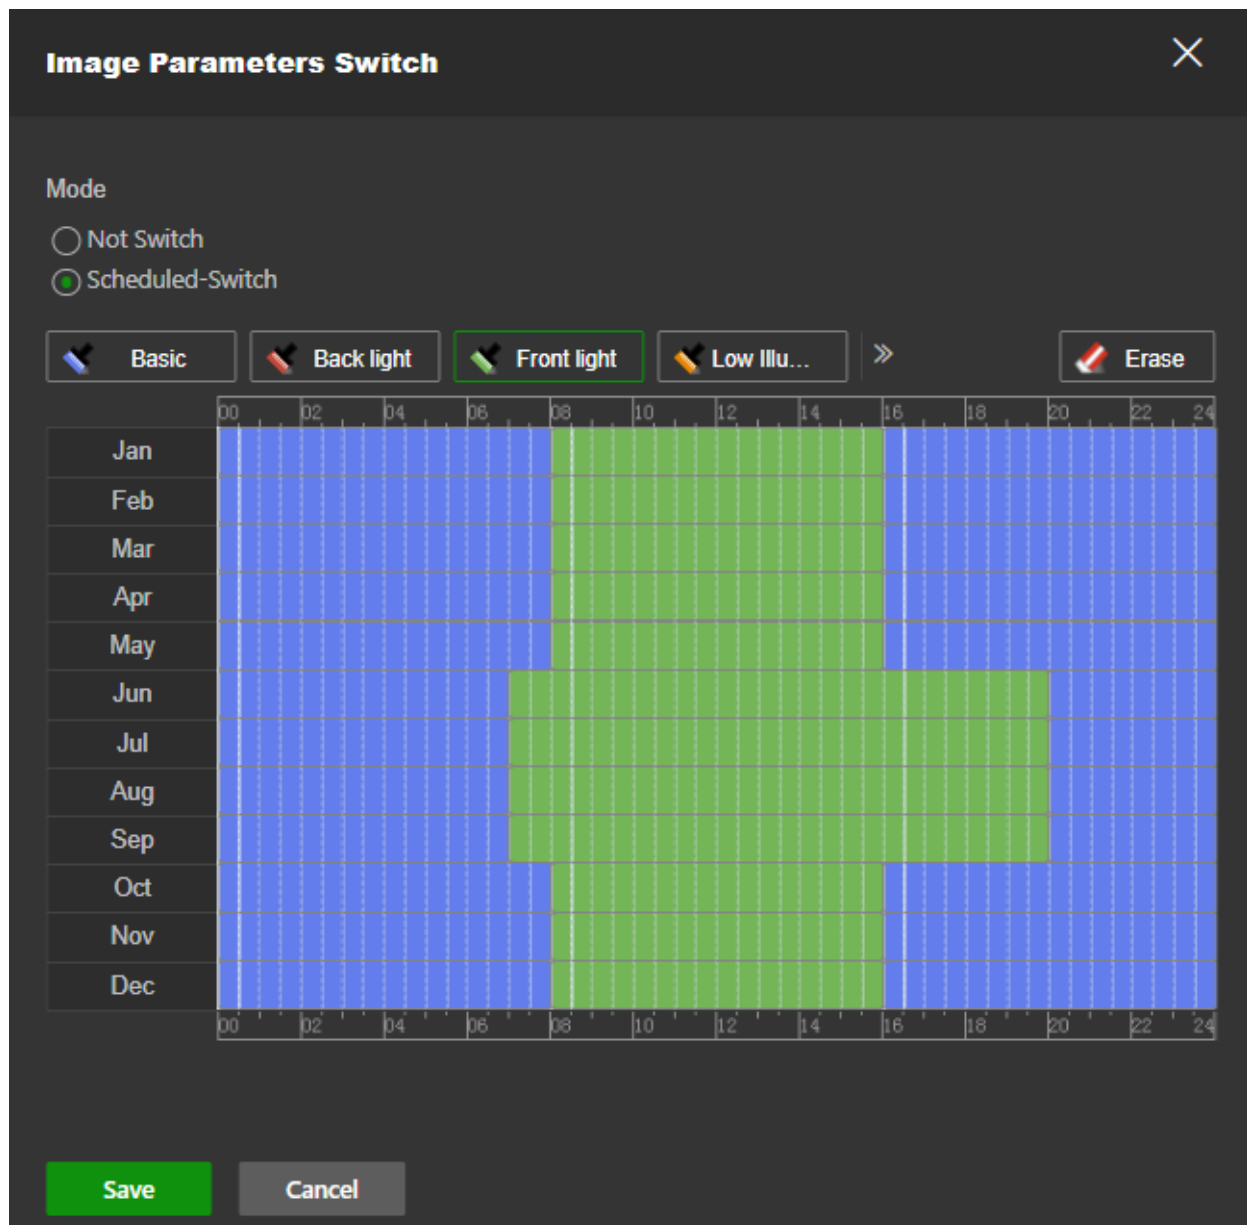 Image Parameters Switch
Mode
Not Switch
Scheduled-Switch
Basic Back light Front light Low Illu... » Erase
00 02 04 06 08 10 12 14 16 18 20 22 24
Jan
Feb
Mar
Apr
May
Jun
Jul
Aug
Sep
Oct
Nov
Dec
00 02 04 06 08 10 12 14 16 18 20 22 24
Save Cancel